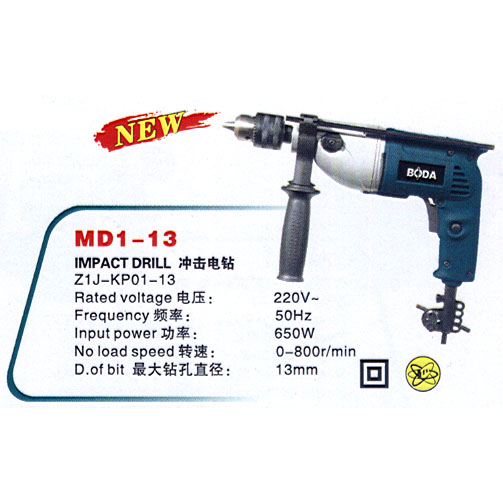 NEW
BODA
MD1-13
IMPACT DRILL 冲击电钻
Z1J-KP01-13
Rated voltage 电压: 220V~
Frequency 频率: 50Hz
Input power 功率: 650W
No load speed 转速: 0-800r/min
D.of bit 最大钻孔直径: 13mm